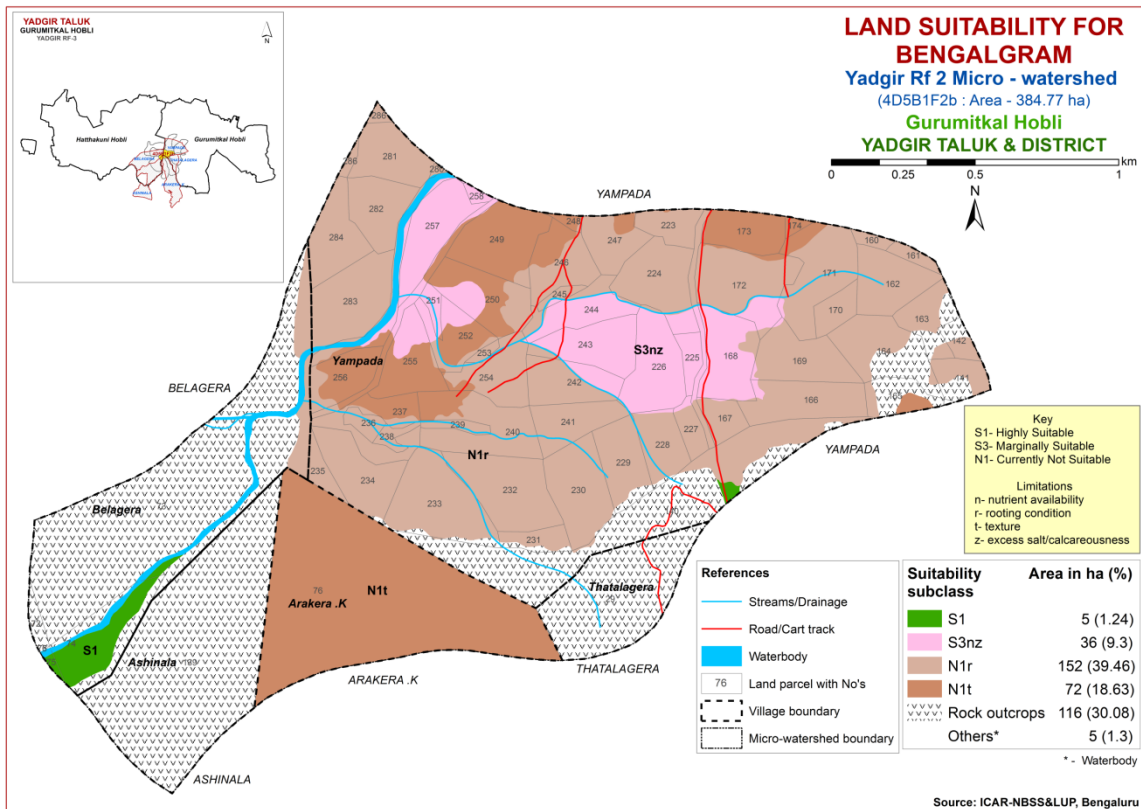 YADGIR TALUK
GURUMITKAL HOBLI
YADGIR RF-3
N
Hatthakuni Hobli
Gurumitkal Hobli
LAND SUITABILITY FOR
BENGALGRAM
Yadgir Rf 2 Micro - watershed
(4D5B1F2b : Area - 384.77 ha)
Gurumitkal Hobli
YADGIR TALUK & DISTRICT
km
0 0.25 0.5 1
N
286
281
286
280
258
YAMPADA
282
257
284
249
248
247
223
173
174
160
161
246
224
171
162
172
283
251
250
245
244
170
163
243
S3nz
225
168
164
142
252
253
226
169
141
Yampada
255
256
254
242
166
165
BELAGERA
237
236
238
239
240
241
167
227
228
YAMPADA
N1r
235
234
229
233
232
230
Belagera
73
231
76
N1t
Arakera .K
Thatalagera
S1
Ashinala
ARAKERA .K
THATALAGERA
ASHINALA
Key
S1- Highly Suitable
S3- Marginally Suitable
N1- Currently Not Suitable
Limitations
n- nutrient availability
r- rooting condition
t- texture
z- excess salt/calcareousness
References
Streams/Drainage
Road/Cart track
Waterbody
76 Land parcel with No's
Village boundary
Micro-watershed boundary
Suitability subclass Area in ha (%)
S1 5 (1.24)
S3nz 36 (9.3)
N1r 152 (39.46)
N1t 72 (18.63)
Rock outcrops 116 (30.08)
Others* 5 (1.3)
* - Waterbody
Source: ICAR-NBSS&LUP, Bengaluru